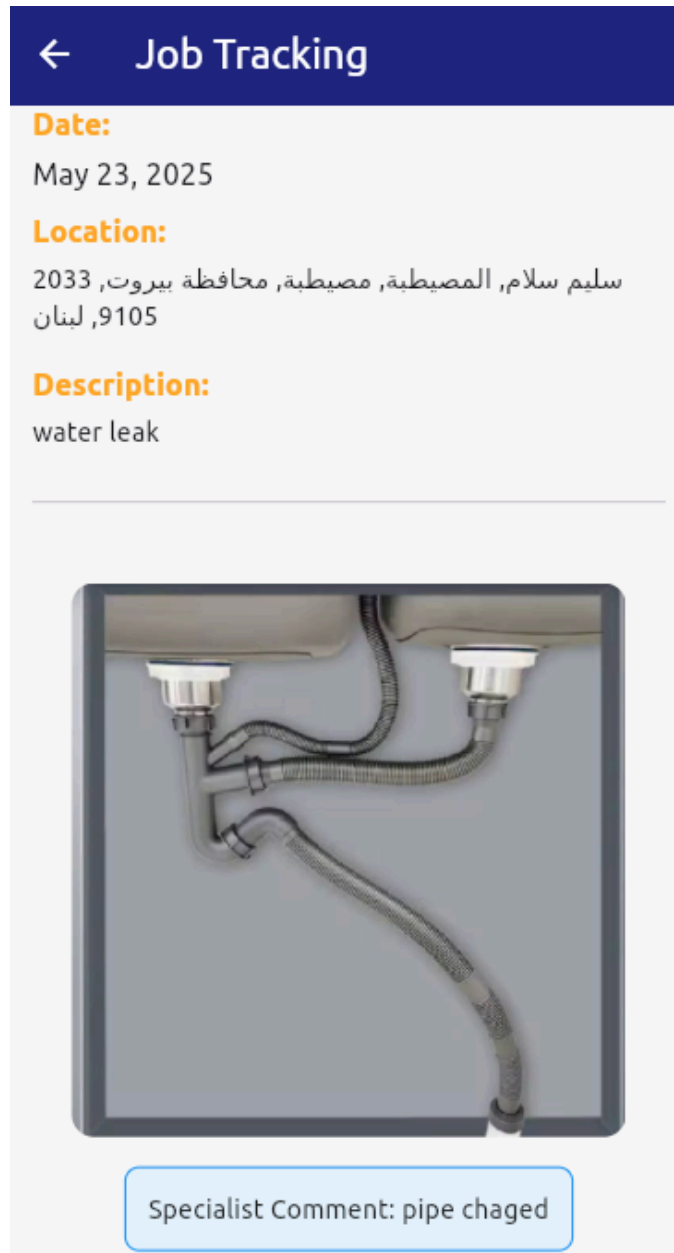 Job Tracking
Date:
May 23, 2025
Location:
سليم سلام, المصيطبة, مصيطبة, محافظة بيروت, 2033
9105, لبنان
Description:
water leak
Specialist Comment: pipe chaged